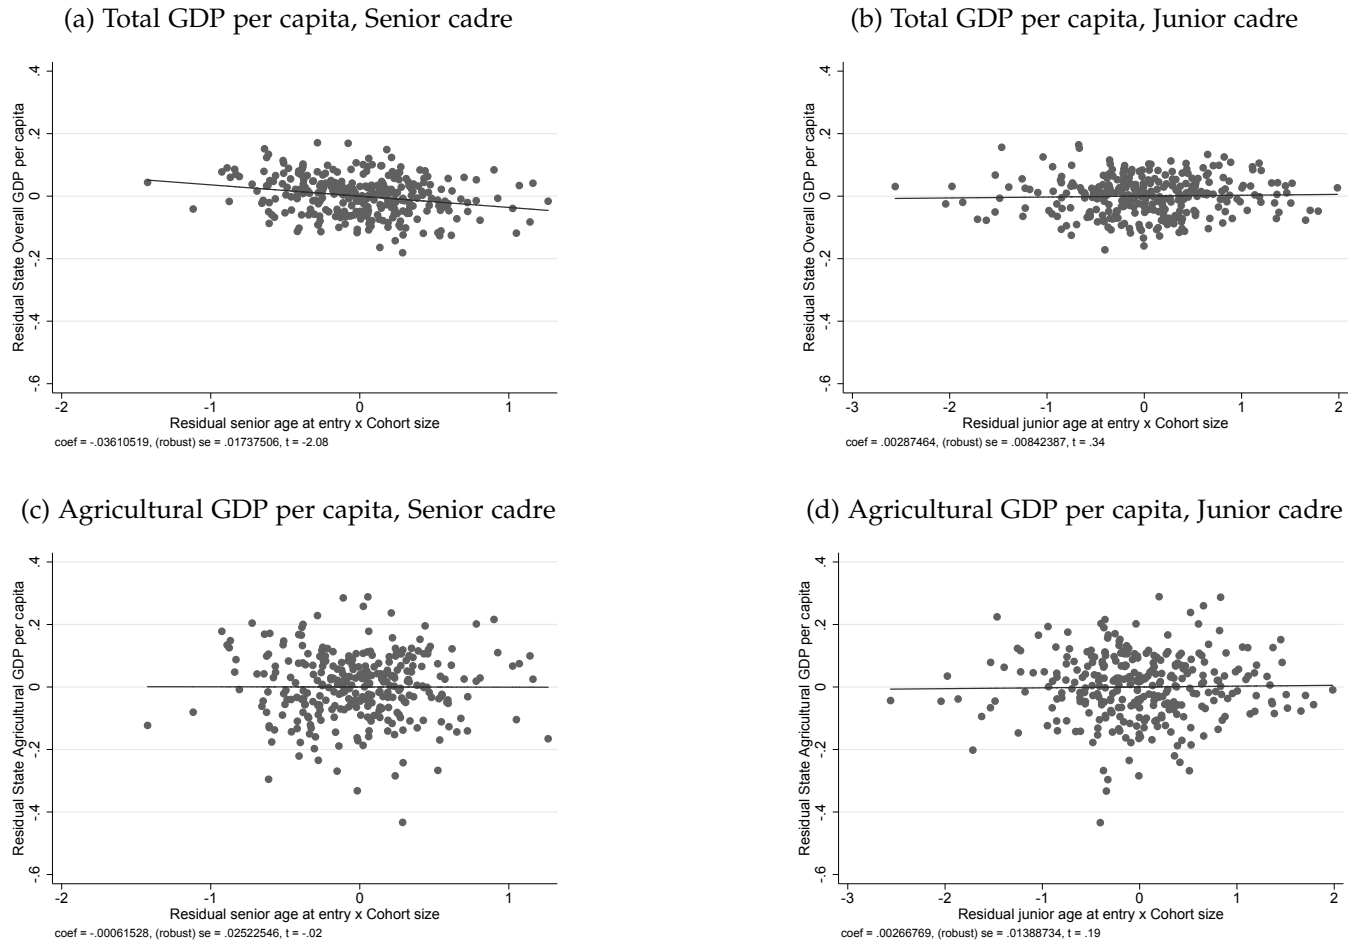 (a) Total GDP per capita, Senior cadre
Residual State Overall GDP per capita
.4
.2
0
-.2
-.4
-.6
-2 -1 0 1
Residual senior age at entry x Cohort size
coef = -.03610519, (robust) se = .01737506, t = -2.08
(b) Total GDP per capita, Junior cadre
Residual State Overall GDP per capita
.4
.2
0
-.2
-.4
-.6
-3 -2 -1 0 1 2
Residual junior age at entry x Cohort size
coef = .00287464, (robust) se = .00842387, t = .34
(c) Agricultural GDP per capita, Senior cadre
Residual State Agricultural GDP per capita
.4
.2
0
-.2
-.4
-.6
-2 -1 0 1
Residual senior age at entry x Cohort size
coef = -.00061528, (robust) se = .02522546, t = -.02
(d) Agricultural GDP per capita, Junior cadre
Residual State Agricultural GDP per capita
.4
.2
0
-.2
-.4
-.6
-3 -2 -1 0 1 2
Residual junior age at entry x Cohort size
coef = .00266769, (robust) se = .01388734, t = .19